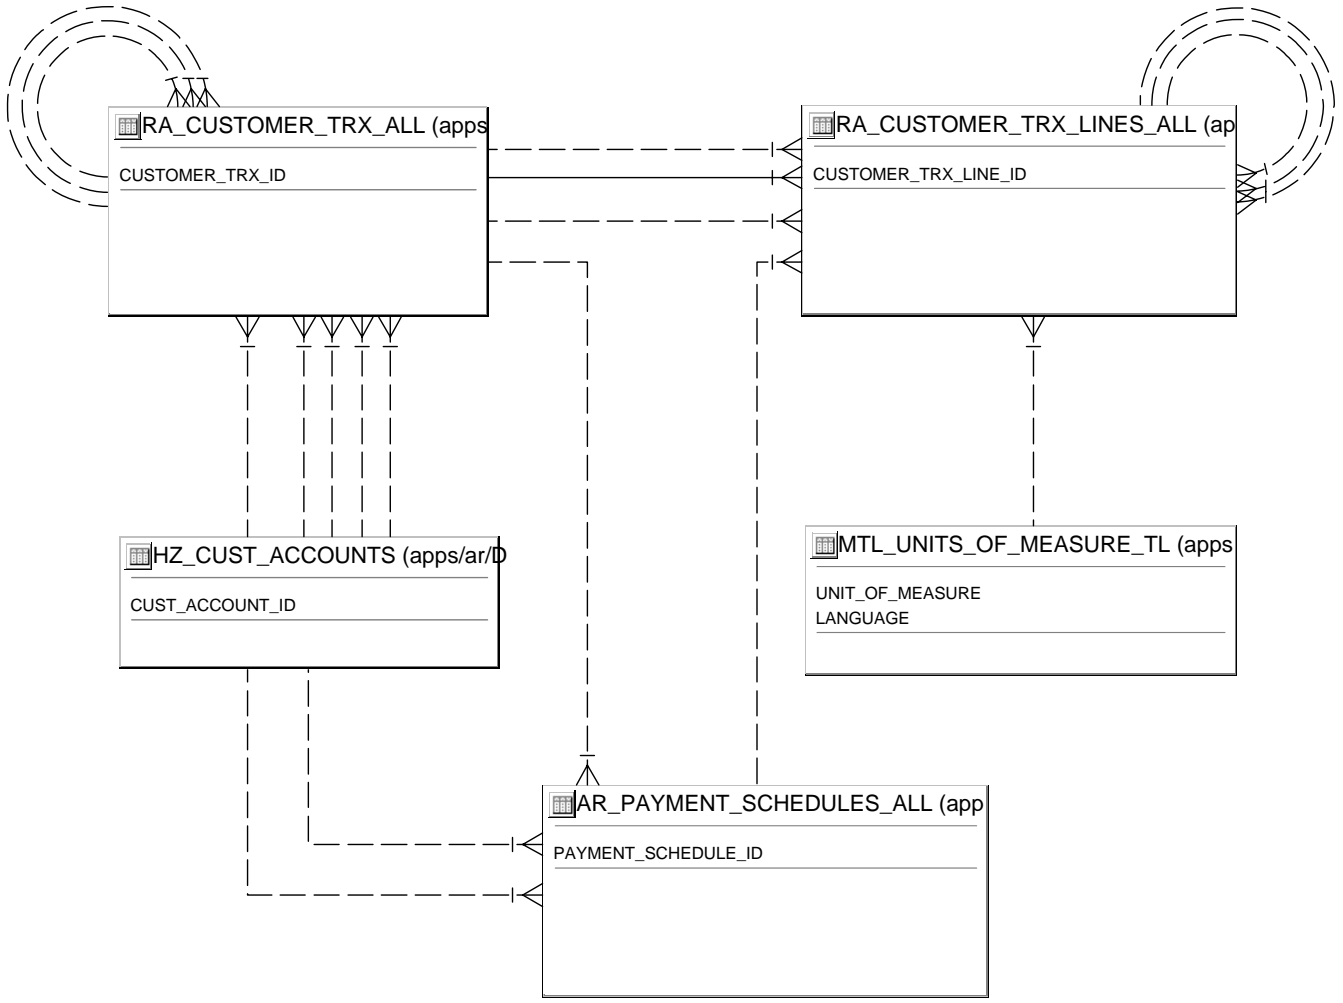 RA_CUSTOMER_TRX_ALL (apps
CUSTOMER_TRX_ID
RA_CUSTOMER_TRX_LINES_ALL (ap
CUSTOMER_TRX_LINE_ID
HZ_CUST_ACCOUNTS (apps/ar/D
CUST_ACCOUNT_ID
MTL_UNITS_OF_MEASURE_TL (apps
UNIT_OF_MEASURE
LANGUAGE
AR_PAYMENT_SCHEDULES_ALL (app
PAYMENT_SCHEDULE_ID